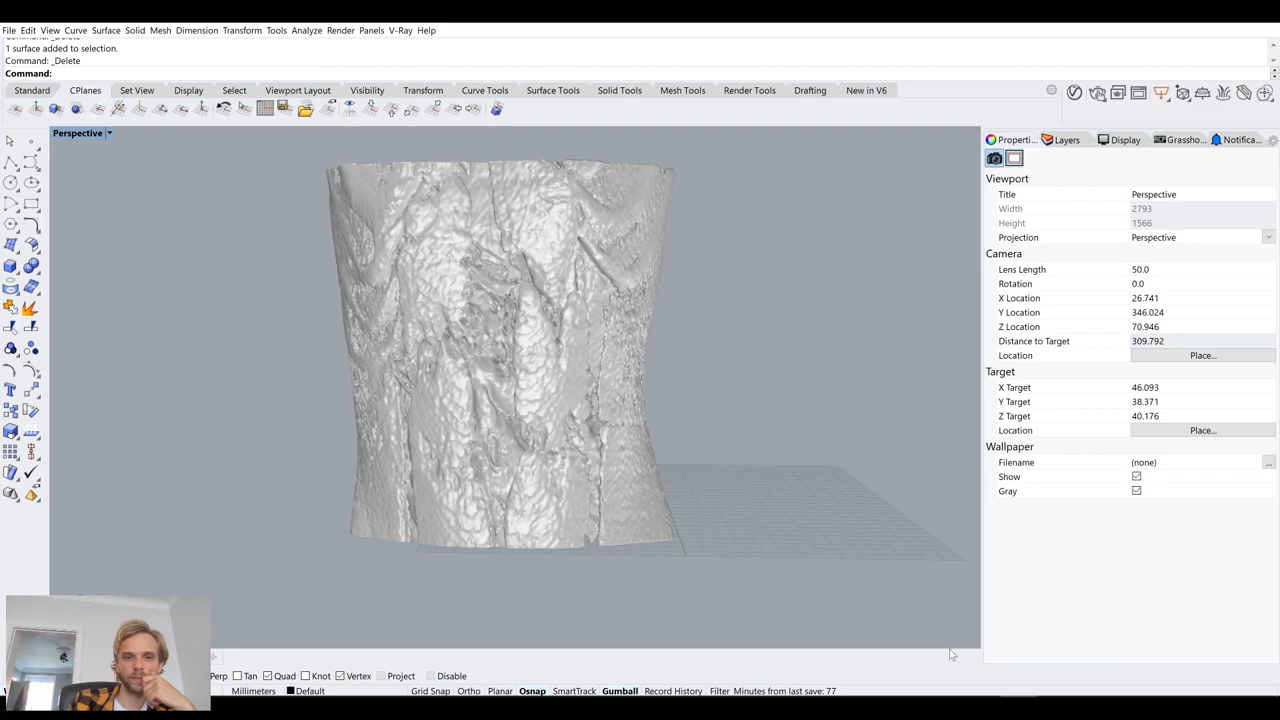 File Edit View Curve Surface Solid Mesh Dimension Transform Tools Analyze Render Panels V-Ray Help
1 surface added to selection.
Command: _Delete
Command:
Standard CPlanes Set View Display Select Viewport Layout Visibility Transform Curve Tools Surface Tools Solid Tools Mesh Tools Render Tools Drafting New in V6
Perspective
Properti... Layers Display Grassho... Notifica...
Viewport
Title Perspective
Width 2793
Height 1566
Projection Perspective
Camera
Lens Length 50.0
Rotation 0.0
X Location 26.741
Y Location 346.024
Z Location 70.946
Distance to Target 309.792
Location Place...
Target
X Target 46.093
Y Target 38.371
Z Target 40.176
Location Place...
Wallpaper
Filename (none) ...
Show
Gray
Perp Tan Quad Knot Vertex Project Disable
Millimeters Default Grid Snap Ortho Planar Osnap SmartTrack Gumball Record History Filter Minutes from last save: 77